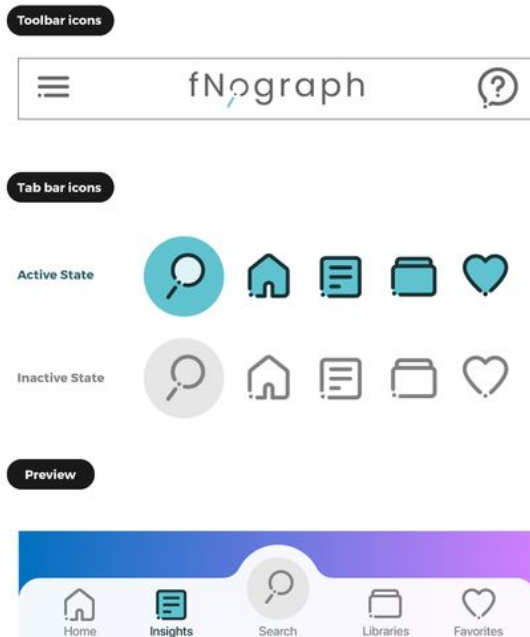 Toolbar icons
fNograph
Tab bar icons
Active State
Inactive State
Preview
Home Insights Search Libraries Favorites